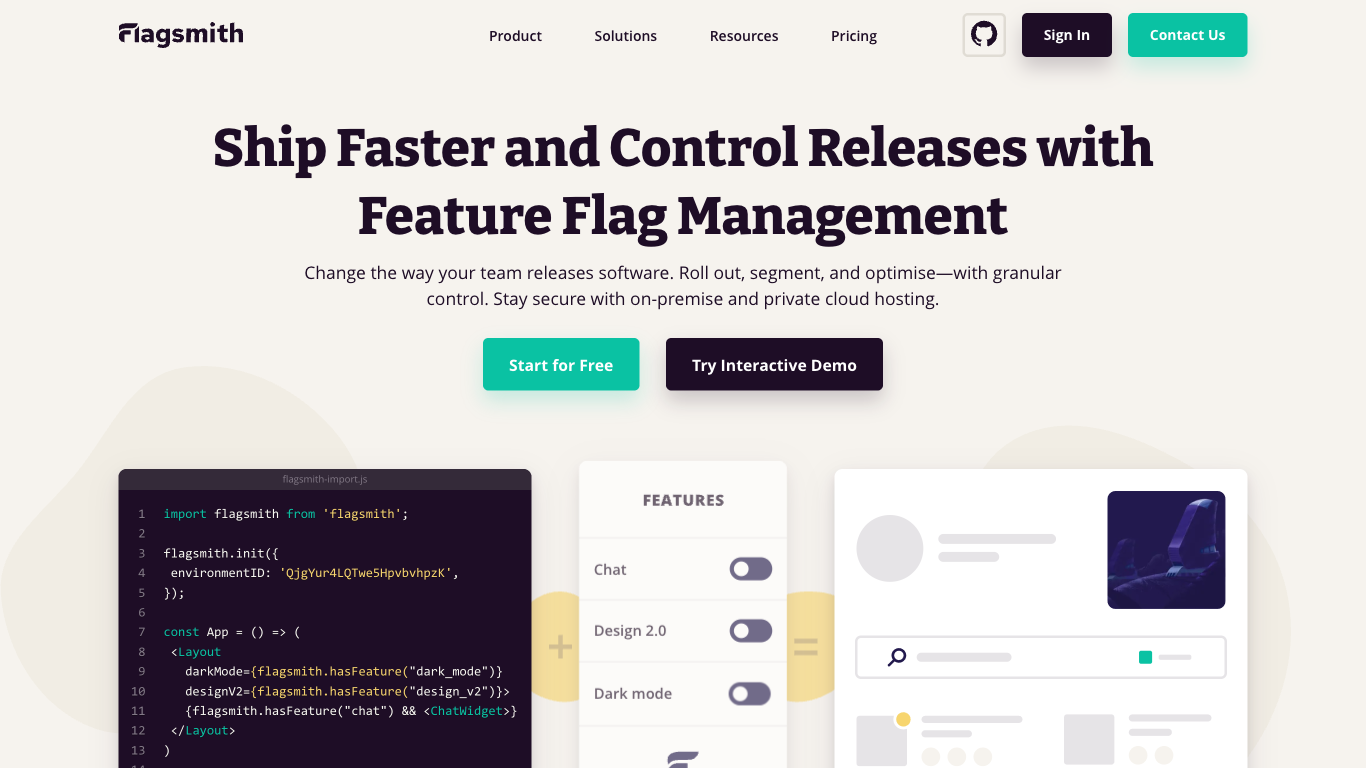 Flagsmith
Product
Solutions
Resources
Pricing
Sign In
Contact Us
Ship Faster and Control Releases with
Feature Flag Management
Change the way your team releases software. Roll out, segment, and optimise—with granular
control. Stay secure with on-premise and private cloud hosting.
Start for Free
Try Interactive Demo
flagsmith-import.js
1 import flagsmith from 'flagsmith';
2
3 flagsmith.init({
4 environmentID: 'QjgYur4LQTwe5HpvbvhpzK',
5 });
6
7 const App = () => (
8 <Layout
9 darkMode={flagsmith.hasFeature("dark_mode")}
10 designV2={flagsmith.hasFeature("design_v2")}>
11 {flagsmith.hasFeature("chat") && <ChatWidget>}
12 </Layout>
13 )
+
FEATURES
Chat
Design 2.0
Dark mode
=